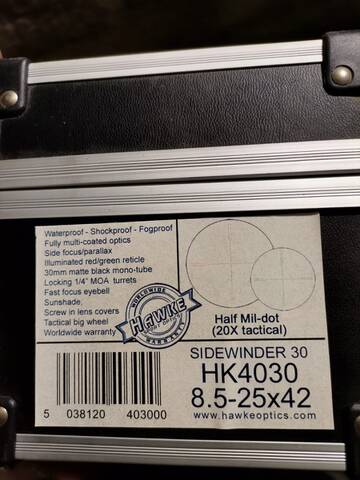 Waterproof - Shockproof - Fogproof
Fully multi-coated optics
Side focus/parallax
Illuminated red/green reticle
30mm matte black mono-tube
Locking 1/4" MOA turrets
Fast focus eyebell
Sunshade,
Screw in lens covers
Tactical big wheel
Worldwide warranty
WORLDWIDE
HAWKE
WARRANTY
Half Mil-dot
(20X tactical)
SIDEWINDER 30
HK4030
8.5-25x42
www.hawkeoptics.com
5 038120 403000